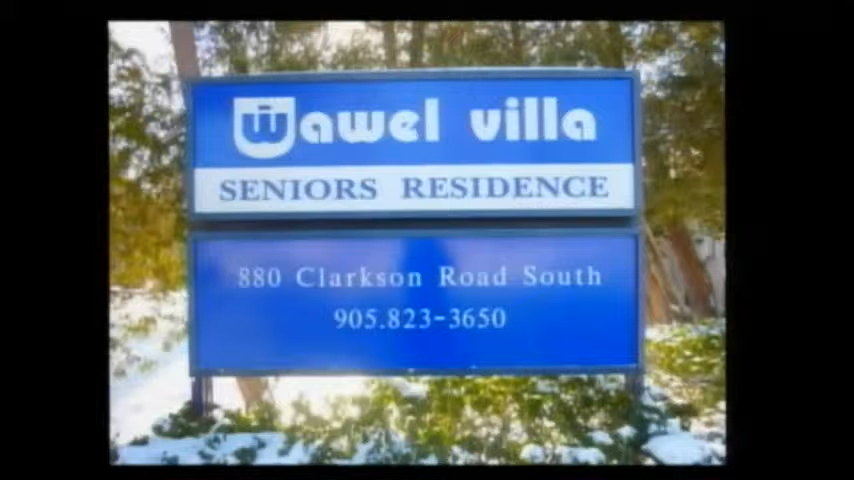 Wawel villa
SENIORS RESIDENCE
880 Clarkson Road South
905.823-3650